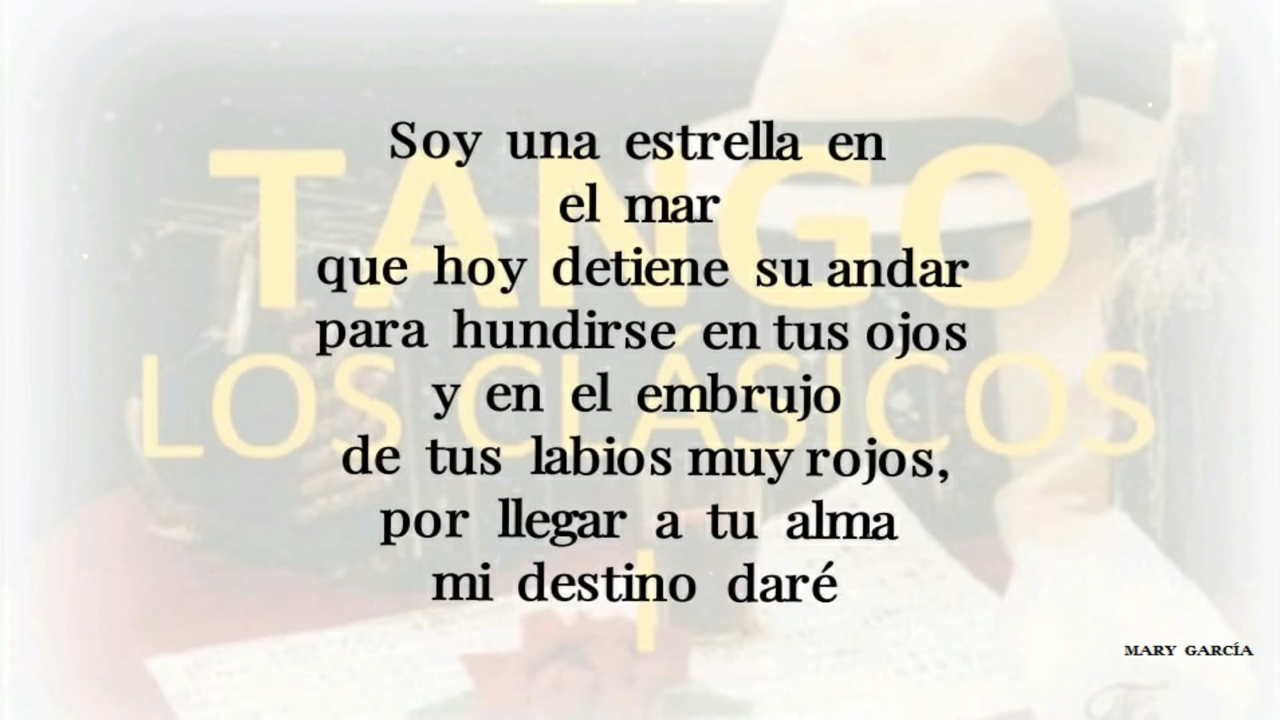 TANGO
LOS CLÁSICOS
Soy una estrella en
el mar
que hoy detiene su andar
para hundirse en tus ojos
y en el embrujo
de tus labios muy rojos,
por llegar a tu alma
mi destino daré
MARY GARCÍA